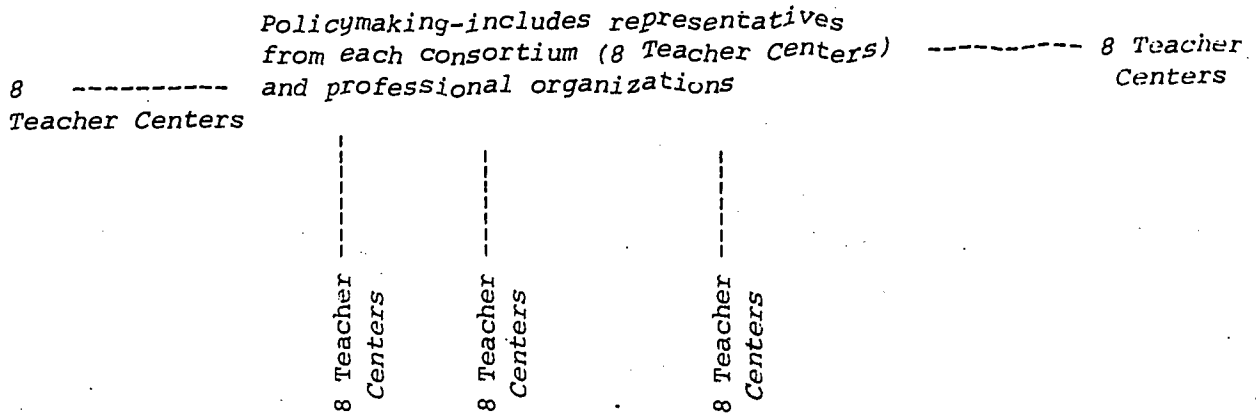 Policymaking-includes representatives
from each consortium (8 Teacher Centers) ---------- 8 Teacher
Centers
8 ---------- and professional organizations
Teacher Centers
8 Teacher
Centers
8 Teacher
Centers
8 Teacher
Centers